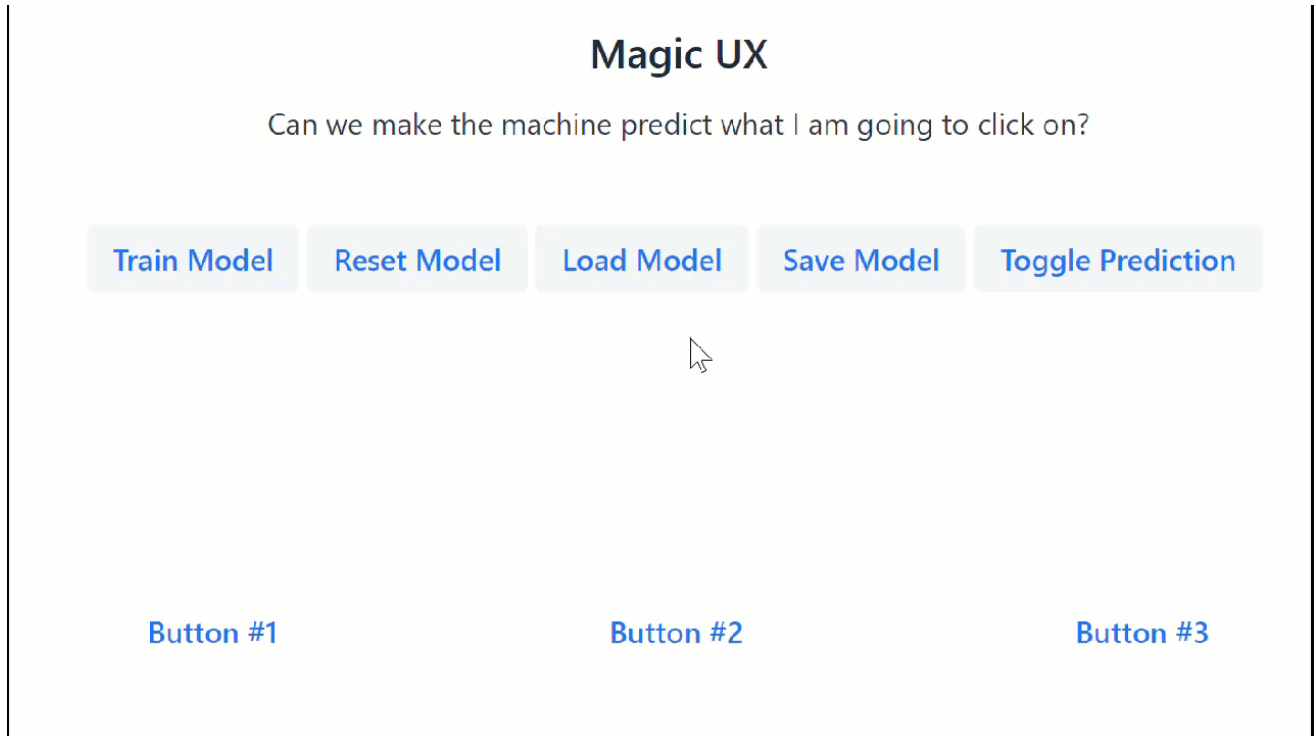 Magic UX
Can we make the machine predict what I am going to click on?
Train Model Reset Model Load Model Save Model Toggle Prediction
Button #1 Button #2 Button #3